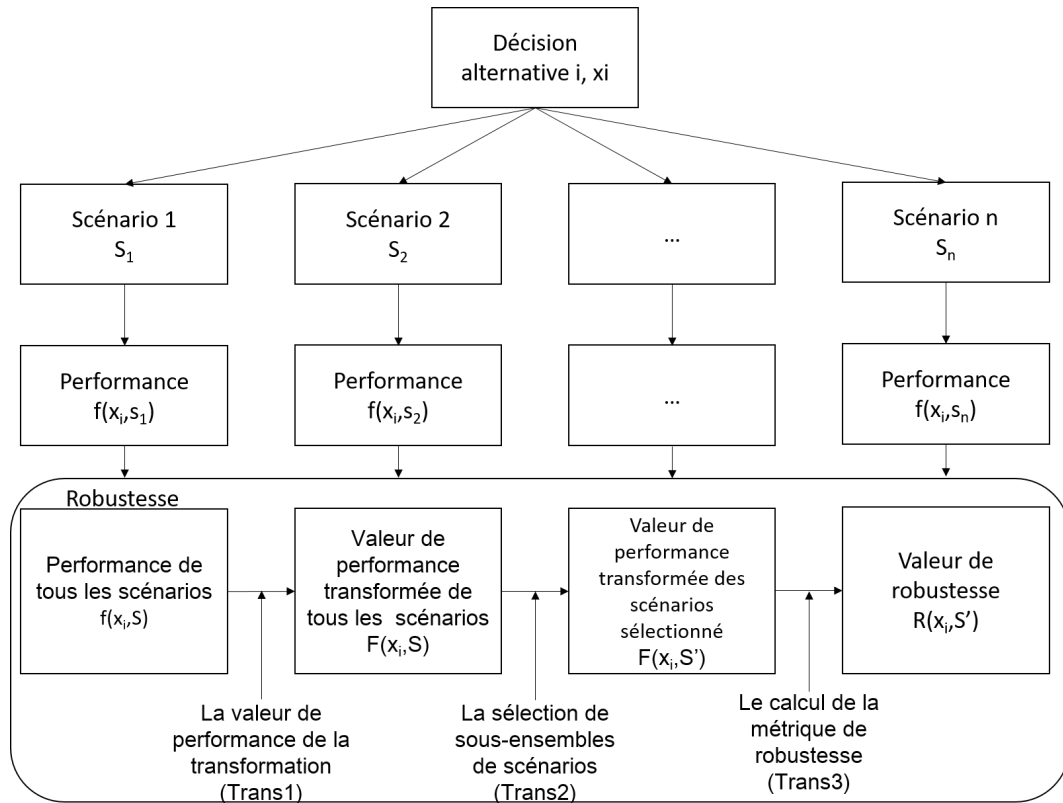 Décision
alternative i, xi
Scénario 1
S₁
Scénario 2
S₂
...
Scénario n
Sₙ
Performance
f(xᵢ,s₁)
Performance
f(xᵢ,s₂)
...
Performance
f(xᵢ,sₙ)
Robustesse
Performance de
tous les scénarios
f(xᵢ,S)
Valeur de
performance
transformée de
tous les scénarios
F(xᵢ,S)
Valeur de
performance
transformée des
scénarios
sélectionné
F(xᵢ,S')
Valeur de
robustesse
R(xᵢ,S’)
La valeur de
performance de la
transformation
(Trans1)
La sélection de
sous-ensembles
de scénarios
(Trans2)
Le calcul de la
métrique de
robustesse
(Trans3)